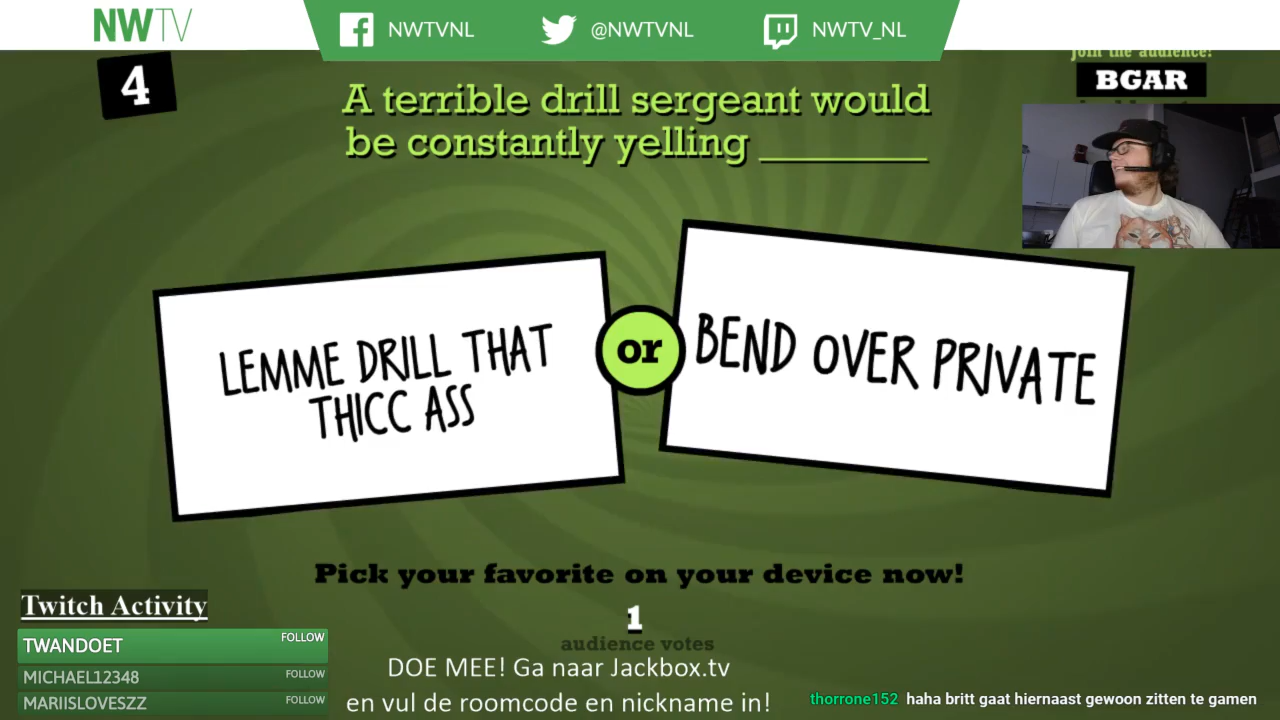 NWTV
NWTVNL
@NWTVNL
NWTV_NL
4
Join the audience!
BGAR
A terrible drill sergeant would
be constantly yelling ________
LEMME DRILL THAT
THICC ASS
or
BEND OVER PRIVATE
Pick your favorite on your device now!
1
audience votes
Twitch Activity
TWANDOET FOLLOW
MICHAEL12348 FOLLOW
MARIISLOVESZZ FOLLOW
DOE MEE! Ga naar Jackbox.tv
en vul de roomcode en nickname in!
thorrone152 haha britt gaat hiernaast gewoon zitten te gamen